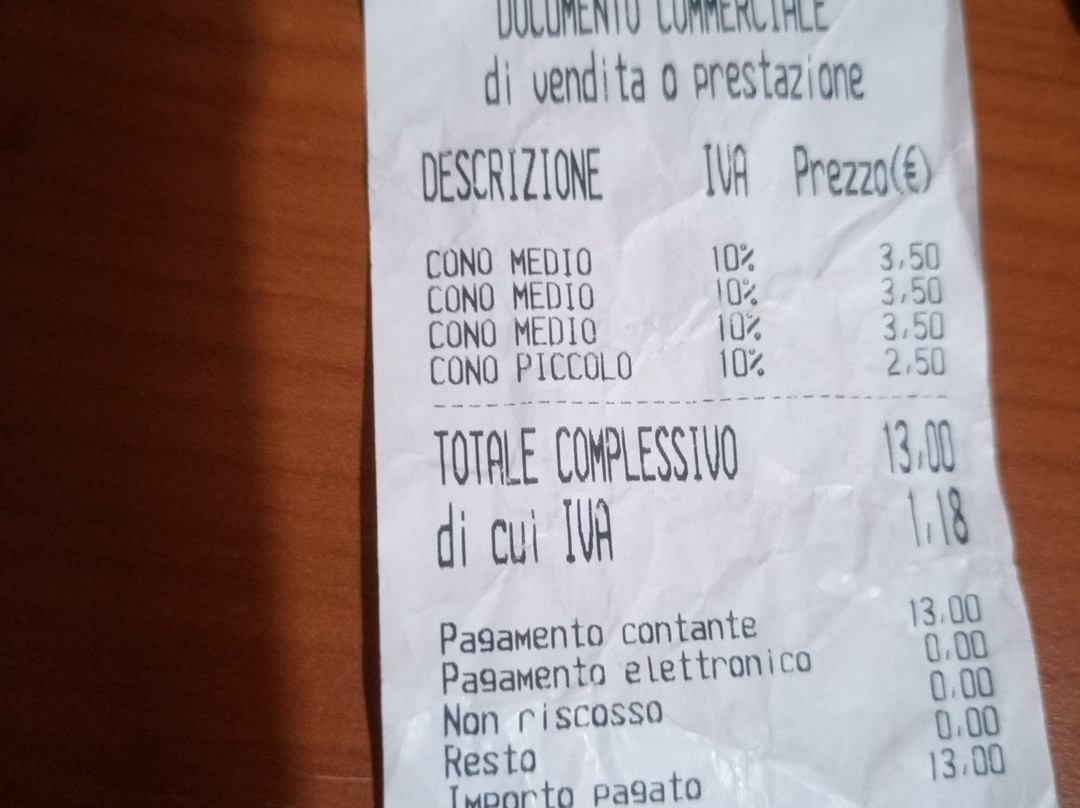 DOCUMENTO COMMERCIALE
di vendita o prestazione
DESCRIZIONE IVA Prezzo(€)
CONO MEDIO 10% 3,50
CONO MEDIO 10% 3,50
CONO MEDIO 10% 3,50
CONO PICCOLO 10% 2,50
TOTALE COMPLESSIVO 13,00
di cui IVA 1,18
Pagamento contante 13,00
Pagamento elettronico 0,00
Non riscosso 0,00
Resto 0,00
Importo pagato 13,00